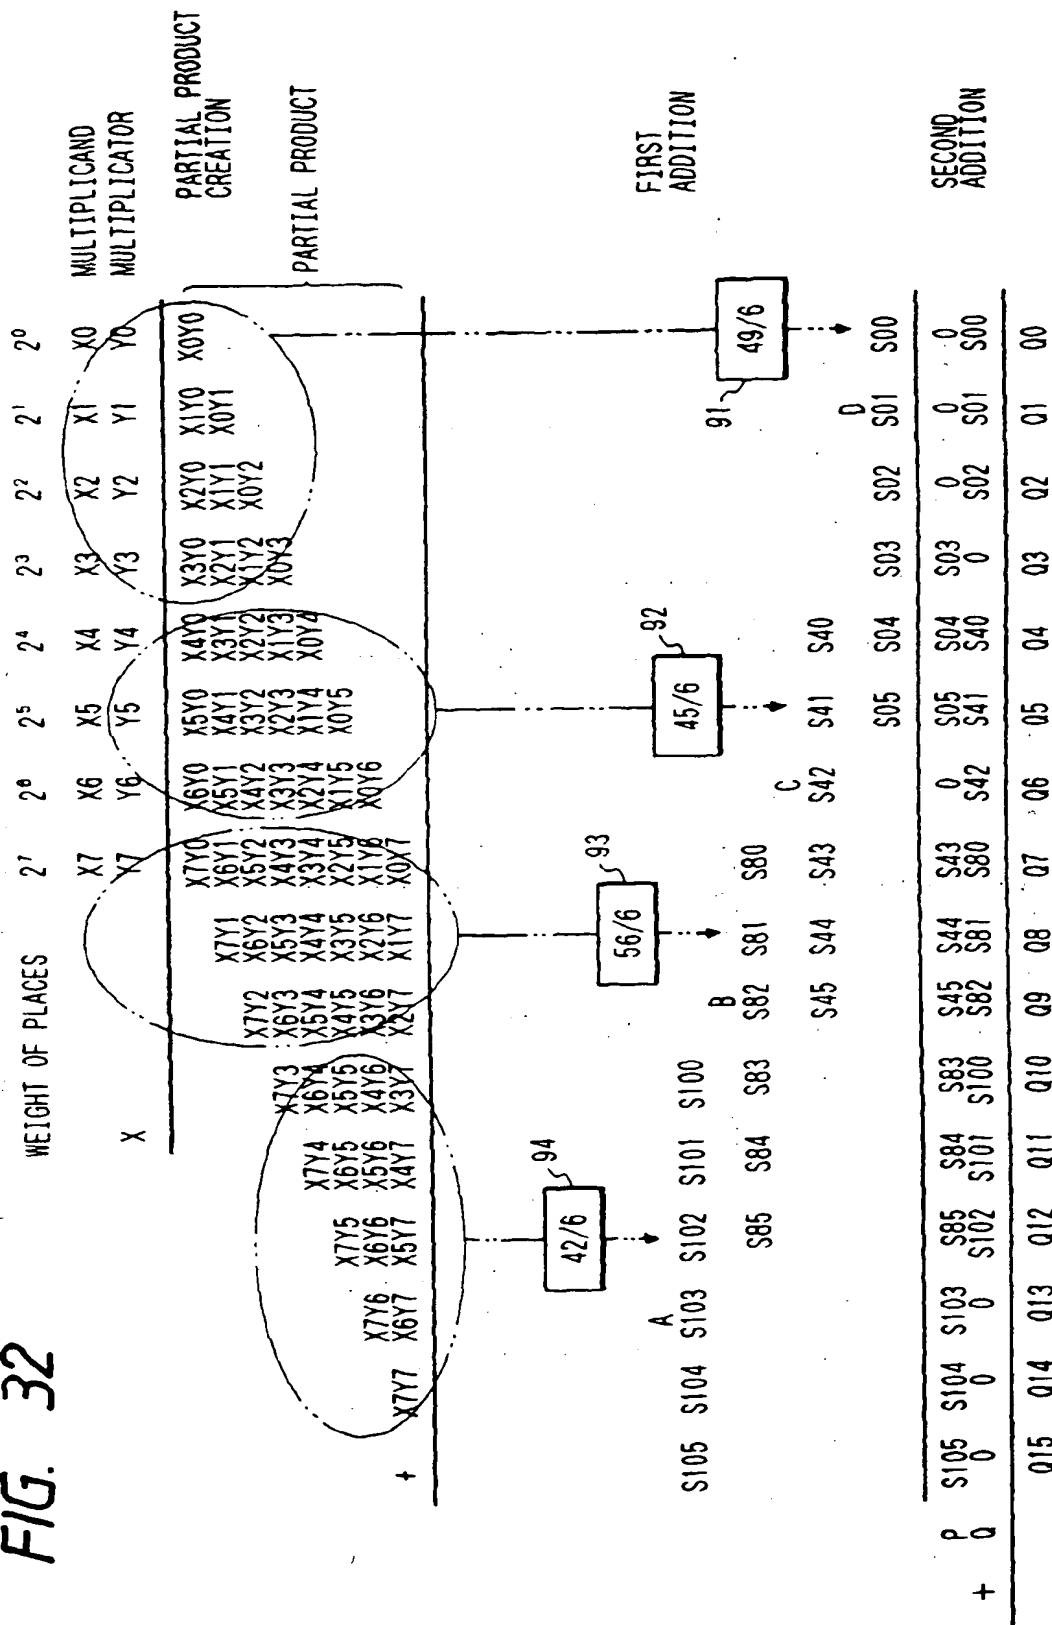 FIG. 32
WEIGHT OF PLACES 2⁷ 2⁶ 2⁵ 2⁴ 2³ 2² 2¹ 2⁰
X7 X6 X5 X4 X3 X2 X1 X0 MULTIPLICAND
X Y7 Y6 Y5 Y4 Y3 Y2 Y1 Y0 MULTIPLICATOR
X7Y0 X6Y0 X5Y0 X4Y0 X3Y0 X2Y0 X1Y0 X0Y0 PARTIAL PRODUCT
X7Y1 X6Y1 X5Y1 X4Y1 X3Y1 X2Y1 X1Y1 X0Y1 CREATION
X7Y2 X6Y2 X5Y2 X4Y2 X3Y2 X2Y2 X1Y2 X0Y2
X7Y3 X6Y3 X5Y3 X4Y3 X3Y3 X2Y3 X1Y3 X0Y3
X7Y4 X6Y4 X5Y4 X4Y4 X3Y4 X2Y4 X1Y4 X0Y4 PARTIAL PRODUCT
X7Y5 X6Y5 X5Y5 X4Y5 X3Y5 X2Y5 X1Y5 X0Y5
X7Y6 X6Y6 X5Y6 X4Y6 X3Y6 X2Y6 X1Y6 X0Y6
+ X7Y7 X6Y7 X5Y7 X4Y7 X3Y7 X2Y7 X1Y7 X0X7
42/6 94
56/6 93
45/6 92
91 49/6
FIRST
ADDITION
A
S105 S104 S103 S102 S101 S100
B
S85 S84 S83 S82 S81 S80
C
S45 S44 S43 S42 S41 S40
D
S05 S04 S03 S02 S01 S00
P S105 S104 S103 S85 S84 S83 S45 S44 S43 0 S05 S04 S03 0 0 0 SECOND
+ Q 0 0 0 S102 S101 S100 S82 S81 S80 S42 S41 S40 0 S02 S01 S00 ADDITION
Q15 Q14 Q13 Q12 Q11 Q10 Q9 Q8 Q7 Q6 Q5 Q4 Q3 Q2 Q1 Q0